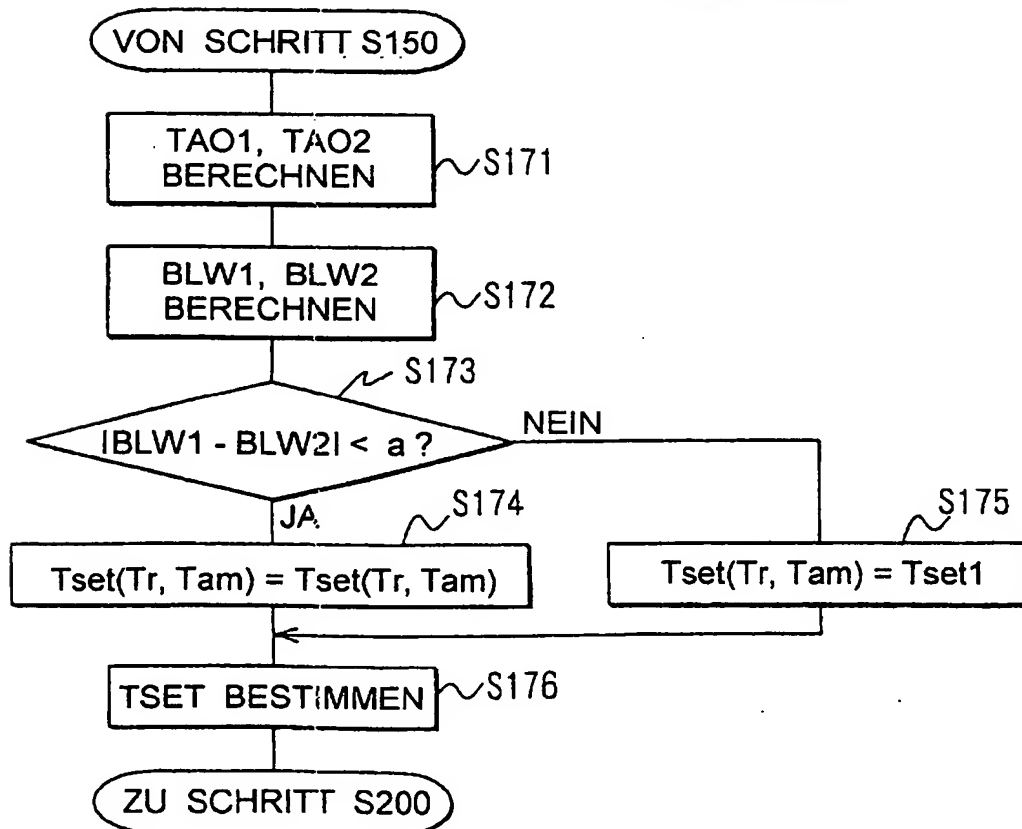 VON SCHRITT S150
TAO1, TAO2
BERECHNEN
S171
BLW1, BLW2
BERECHNEN
S172
S173
|BLW1 - BLW2| < a ?
NEIN
JA
S174
Tset(Tr, Tam) = Tset(Tr, Tam)
S175
Tset(Tr, Tam) = Tset1
TSET BESTIMMEN
S176
ZU SCHRITT S200